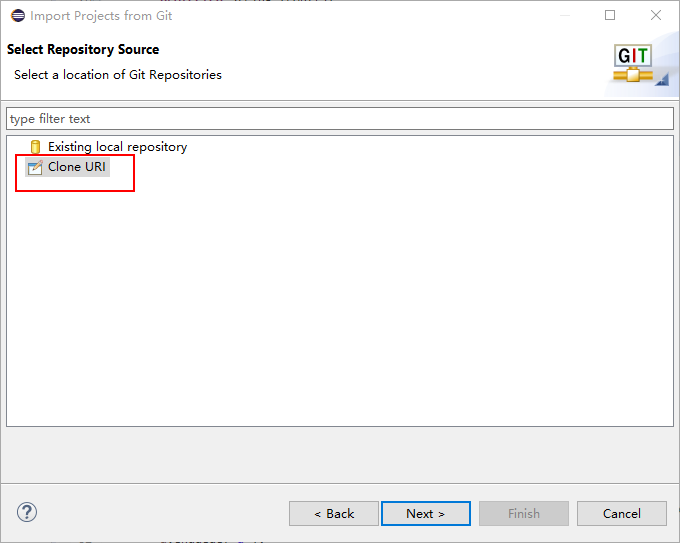 Import Projects from Git
Select Repository Source
Select a location of Git Repositories
GIT
type filter text
Existing local repository
Clone URI
?
< Back
Next >
Finish
Cancel